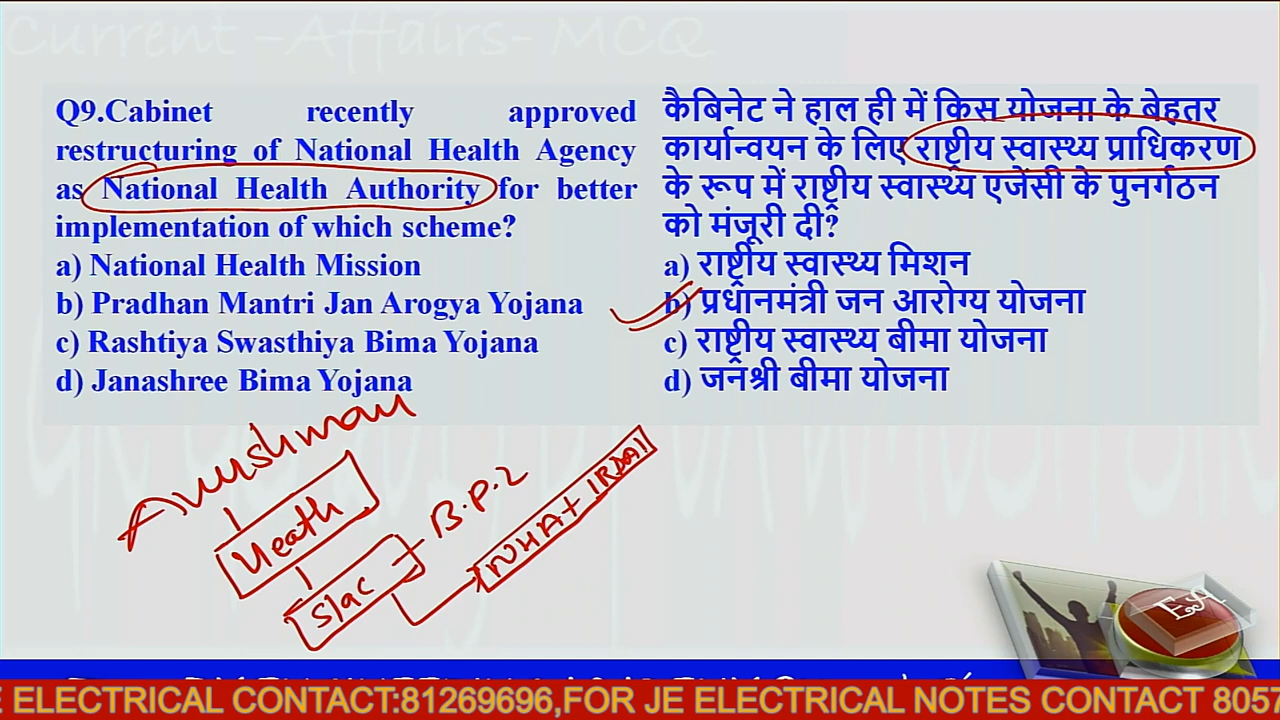 Current -Affairs- MCQ
Q9.Cabinet recently approved
restructuring of National Health Agency
as National Health Authority for better
implementation of which scheme?
a) National Health Mission
b) Pradhan Mantri Jan Arogya Yojana
c) Rashtiya Swasthiya Bima Yojana
d) Janashree Bima Yojana
कैबिनेट ने हाल ही में किस योजना के बेहतर
कार्यान्वयन के लिए राष्ट्रीय स्वास्थ्य प्राधिकरण
के रूप में राष्ट्रीय स्वास्थ्य एजेंसी के पुनर्गठन
को मंजूरी दी?
a) राष्ट्रीय स्वास्थ्य मिशन
b) प्रधानमंत्री जन आरोग्य योजना
c) राष्ट्रीय स्वास्थ्य बीमा योजना
d) जनश्री बीमा योजना
Ayushman
Heath
5lac
B.P.L
NHA+ IRDAI
E.A
E ELECTRICAL CONTACT:81269696,FOR JE ELECTRICAL NOTES CONTACT 8057